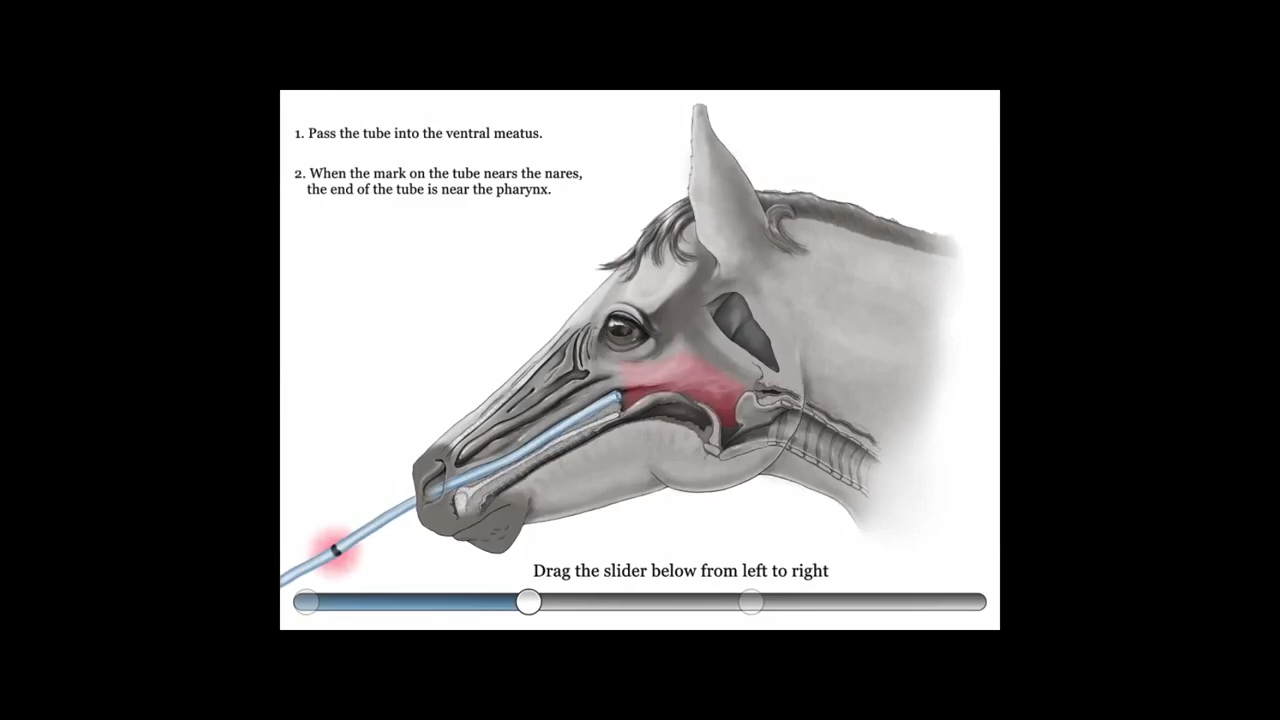 1. Pass the tube into the ventral meatus.
2. When the mark on the tube nears the nares,
the end of the tube is near the pharynx.
Drag the slider below from left to right